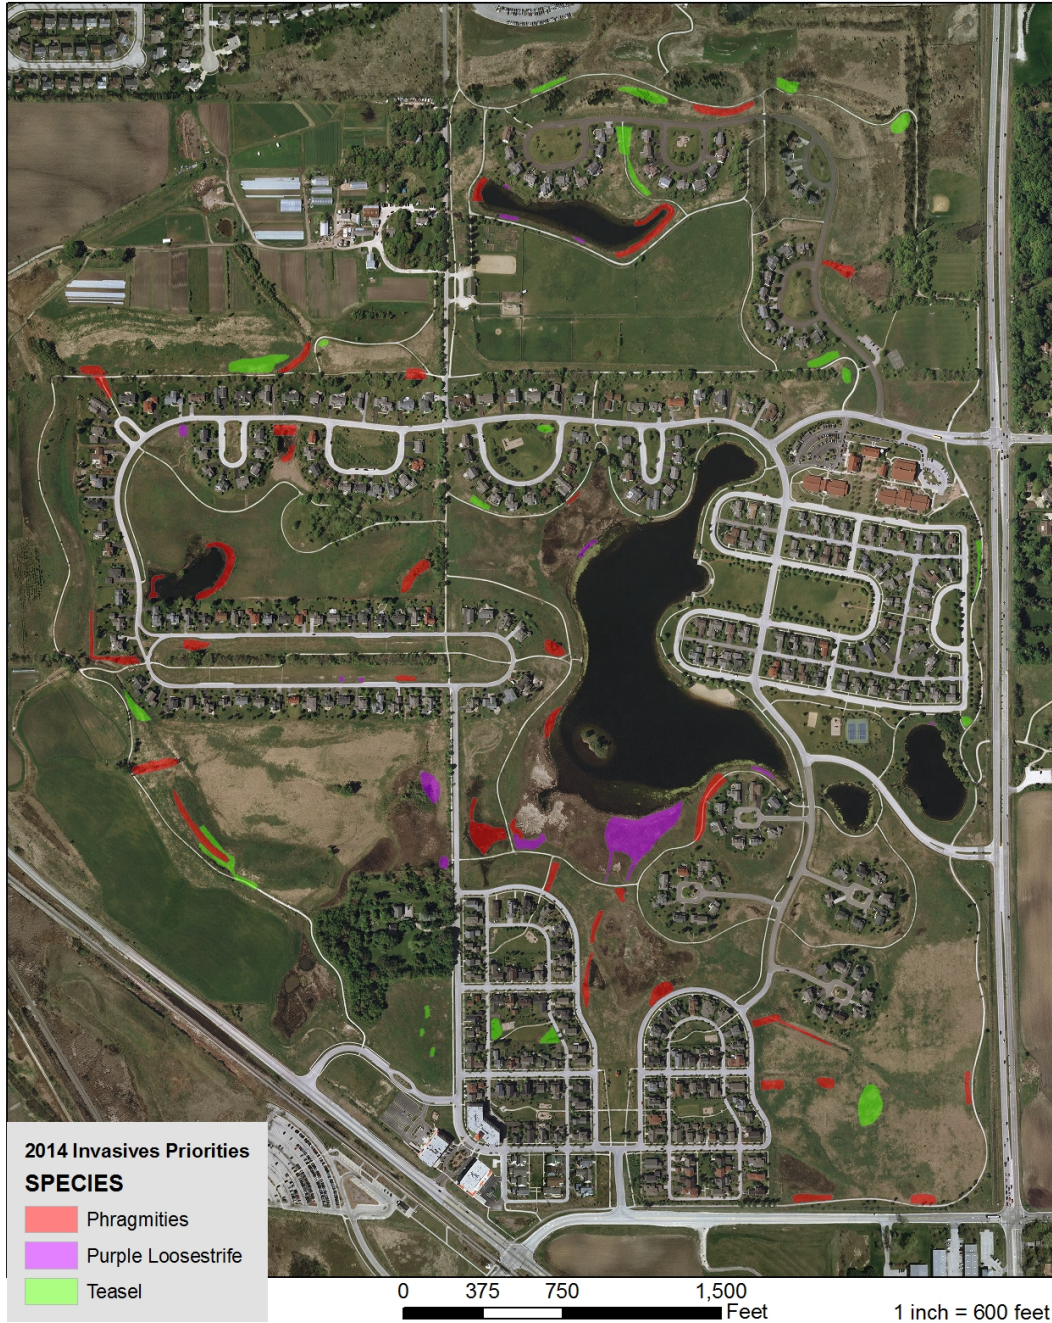 2014 Invasives Priorities
SPECIES
Phragmities
Purple Loosestrife
Teasel
0 375 750 1,500
Feet
1 inch = 600 feet